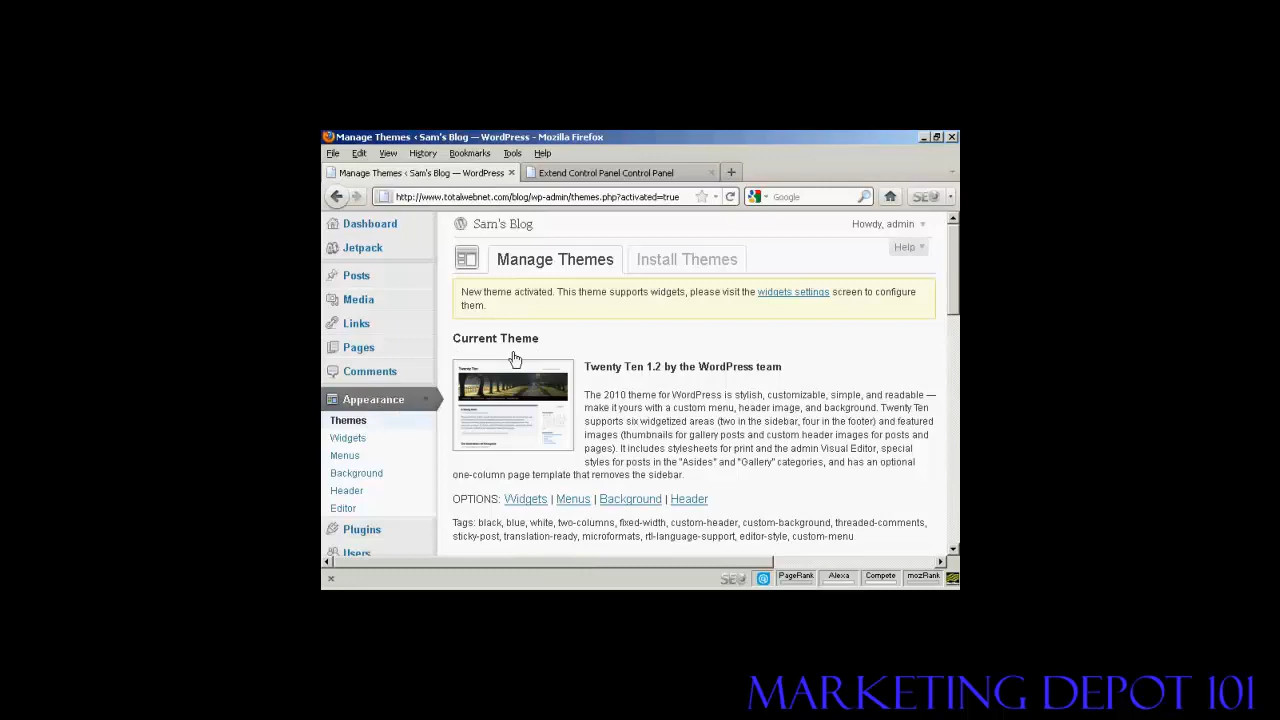 Manage Themes ‹ Sam's Blog — WordPress - Mozilla Firefox
File Edit View History Bookmarks Tools Help
Manage Themes ‹ Sam's Blog — WordPress × Extend Control Panel Control Panel × +
http://www.totalwebnet.com/blog/wp-admin/themes.php?activated=true Google SEO
Dashboard
Jetpack
Posts
Media
Links
Pages
Comments
Appearance
Themes
Widgets
Menus
Background
Header
Editor
Plugins
Users
Sam's Blog Howdy, admin
Help
Manage Themes Install Themes
New theme activated. This theme supports widgets, please visit the widgets settings screen to configure
them.
Current Theme
Twenty Ten
Twenty Ten 1.2 by the WordPress team
The 2010 theme for WordPress is stylish, customizable, simple, and readable —
make it yours with a custom menu, header image, and background. Twenty Ten
supports six widgetized areas (two in the sidebar, four in the footer) and featured
images (thumbnails for gallery posts and custom header images for posts and
pages). It includes stylesheets for print and the admin Visual Editor, special
styles for posts in the "Asides" and "Gallery" categories, and has an optional
one-column page template that removes the sidebar.
OPTIONS: Widgets | Menus | Background | Header
Tags: black, blue, white, two-columns, fixed-width, custom-header, custom-background, threaded-comments,
sticky-post, translation-ready, microformats, rtl-language-support, editor-style, custom-menu
× SEO PageRank Alexa Compete mozRank
MARKETING DEPOT 101